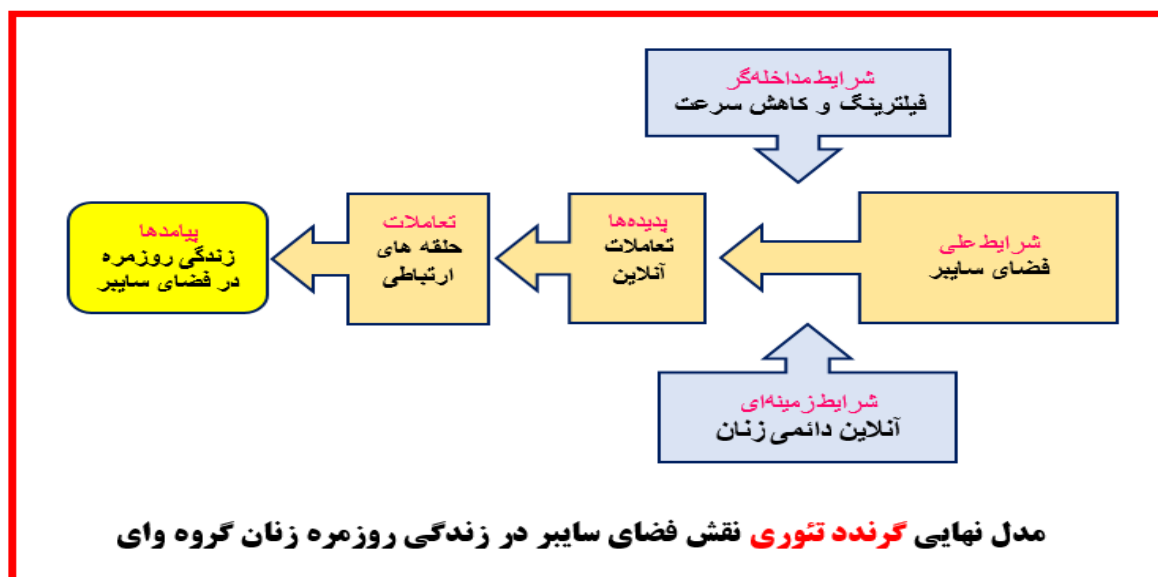 شرایط مداخله‌گر
فیلترینگ و کاهش سرعت
شرایط علی
فضای سایبر
پدیده‌ها
تعاملات
آنلاین
تعاملات
حلقه های
ارتباطی
پیامدها
زندگی روزمره
در فضای سایبر
شرایط زمینه‌ای
آنلاین دائمی زنان
مدل نهایی گرندد تئوری نقش فضای سایبر در زندگی روزمره زنان گروه وای